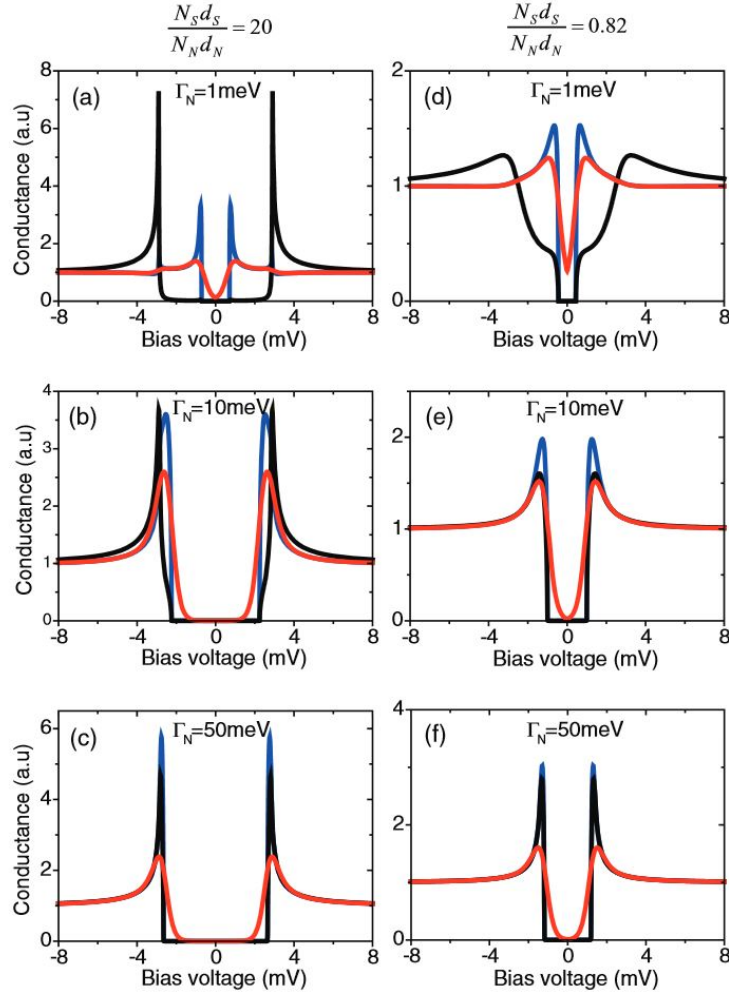 N_S d_S / N_N d_N = 20
N_S d_S / N_N d_N = 0.82
(a)
Γ_N=1meV
8
6
4
2
0
Conductance (a.u)
-8 -4 0 4 8
Bias voltage (mV)
(d)
Γ_N=1meV
2
1
0
-8 -4 0 4 8
Bias voltage (mV)
(b)
Γ_N=10meV
4
3
2
1
0
Conductance (a.u)
-8 -4 0 4 8
Bias voltage (mV)
(e)
Γ_N=10meV
2
1
0
-8 -4 0 4 8
Bias voltage (mV)
(c)
Γ_N=50meV
6
4
2
0
Conductance (a.u)
-8 -4 0 4 8
Bias voltage (mV)
(f)
Γ_N=50meV
4
2
0
-8 -4 0 4 8
Bias voltage (mV)